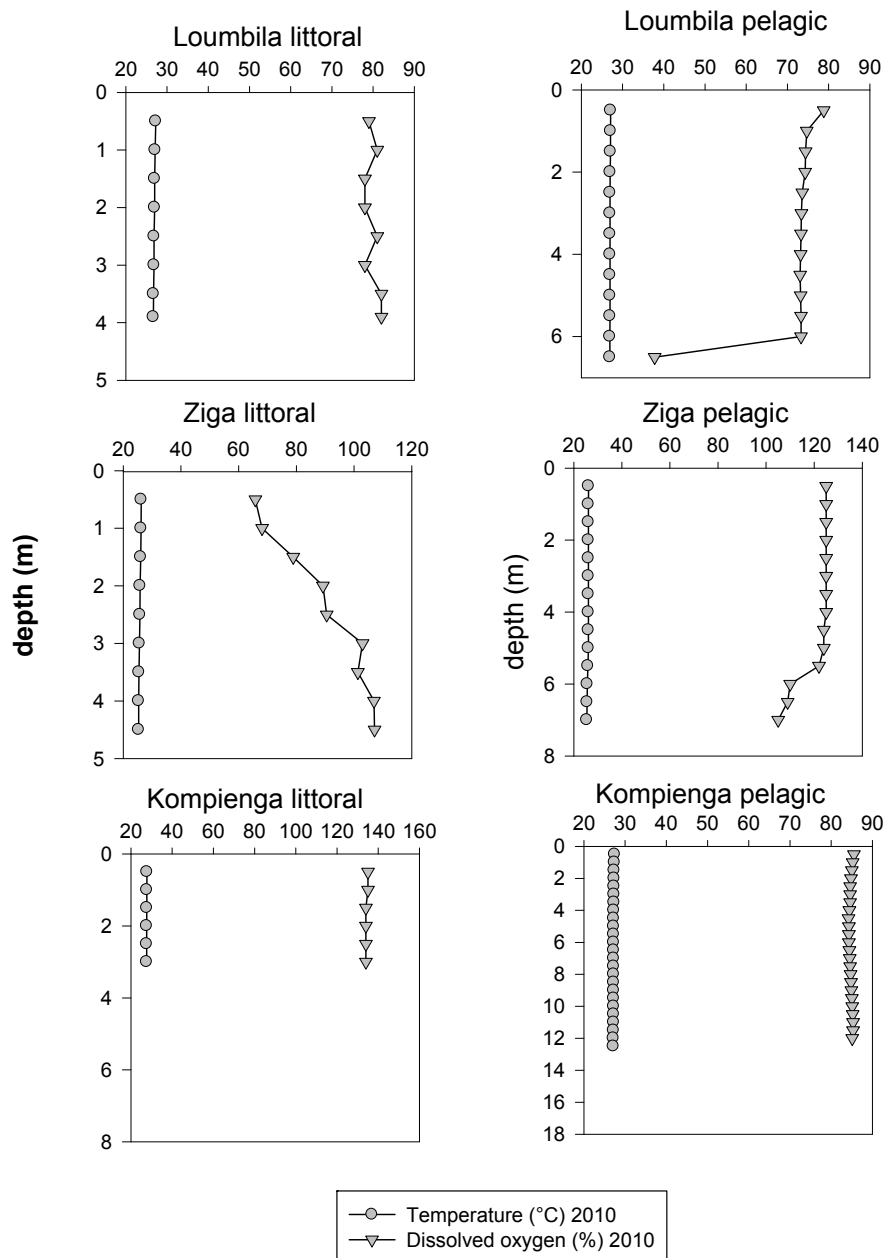 Loumbila littoral
20 30 40 50 60 70 80 90
0
1
2
3
4
5
Loumbila pelagic
20 30 40 50 60 70 80 90
0
2
4
6
Ziga littoral
20 40 60 80 100 120
0
1
2
3
4
5
depth (m)
Ziga pelagic
20 40 60 80 100 120 140
0
2
4
6
8
depth (m)
Kompienga littoral
20 40 60 80 100 120 140 160
0
2
4
6
8
Kompienga pelagic
20 30 40 50 60 70 80 90
0
2
4
6
8
10
12
14
16
18
Temperature (°C) 2010
Dissolved oxygen (%) 2010